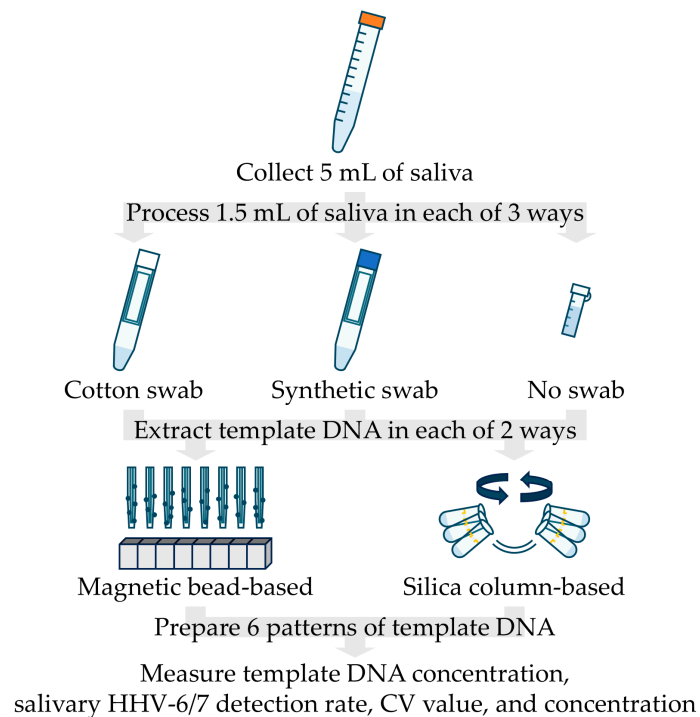 Collect 5 mL of saliva
Process 1.5 mL of saliva in each of 3 ways
Cotton swab
Synthetic swab
No swab
Extract template DNA in each of 2 ways
Magnetic bead-based
Silica column-based
Prepare 6 patterns of template DNA
Measure template DNA concentration,
salivary HHV-6/7 detection rate, CV value, and concentration